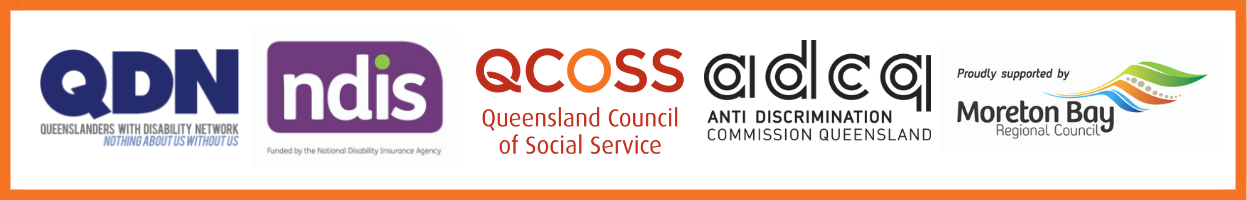 QDN
QUEENSLANDERS WITH DISABILITY NETWORK
NOTHING ABOUT US WITHOUT US
ndis
Funded by the National Disability Insurance Agency
QCOSS
Queensland Council
of Social Service
adcq
ANTI DISCRIMINATION
COMMISSION QUEENSLAND
Proudly supported by
Moreton Bay
Regional Council